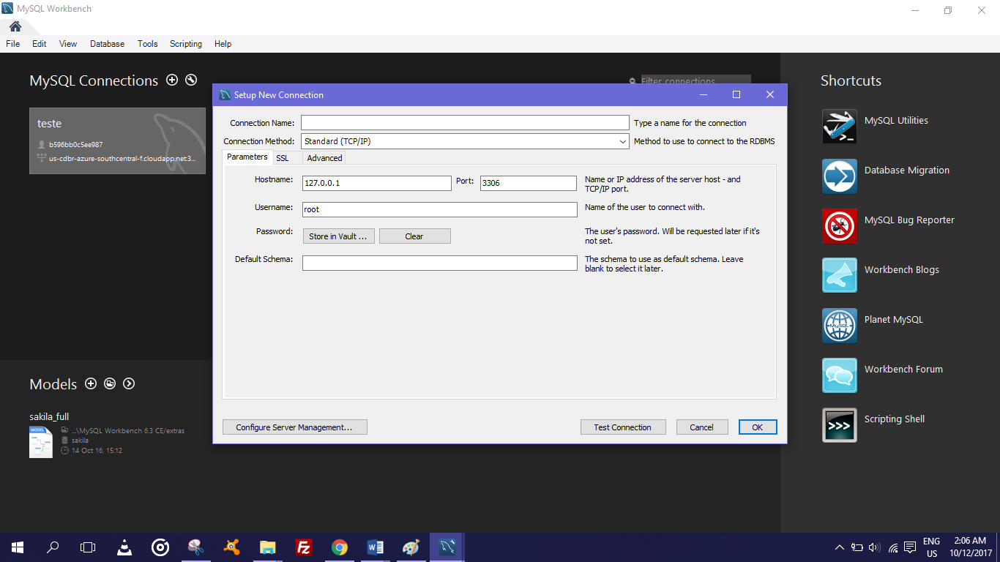 MySQL Workbench
File Edit View Database Tools Scripting Help
MySQL Connections
Filter connections
Shortcuts
teste
b596bb0c5ee987
us-cdbr-azure-southcentral-f.cloudapp.net:3...
Setup New Connection
Connection Name: Type a name for the connection
Connection Method: Standard (TCP/IP) Method to use to connect to the RDBMS
Parameters SSL Advanced
Hostname: 127.0.0.1 Port: 3306 Name or IP address of the server host - and
TCP/IP port.
Username: root Name of the user to connect with.
Password: Store in Vault ... Clear The user's password. Will be requested later if it's
not set.
Default Schema: The schema to use as default schema. Leave
blank to select it later.
Configure Server Management... Test Connection Cancel OK
MySQL Utilities
Database Migration
MySQL Bug Reporter
Workbench Blogs
MySQL
Planet MySQL
Workbench Forum
>>>
Scripting Shell
Models
sakila_full
MODEL
...\MySQL Workbench 6.3 CE/extras
sakila
14 Oct 16, 15:12
ENG
US
2:06 AM
10/12/2017